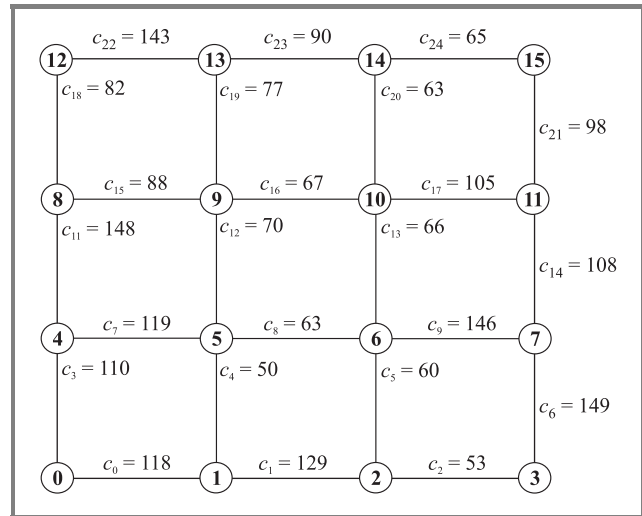 c₂₂ = 143 c₂₃ = 90 c₂₄ = 65
12 13 14 15
c₁₈ = 82 c₁₉ = 77 c₂₀ = 63
c₂₁ = 98
c₁₅ = 88 c₁₆ = 67 c₁₇ = 105
8 9 10 11
c₁₁ = 148 c₁₂ = 70 c₁₃ = 66
c₁₄ = 108
c₇ = 119 c₈ = 63 c₉ = 146
4 5 6 7
c₃ = 110 c₄ = 50 c₅ = 60
c₆ = 149
c₀ = 118 c₁ = 129 c₂ = 53
0 1 2 3